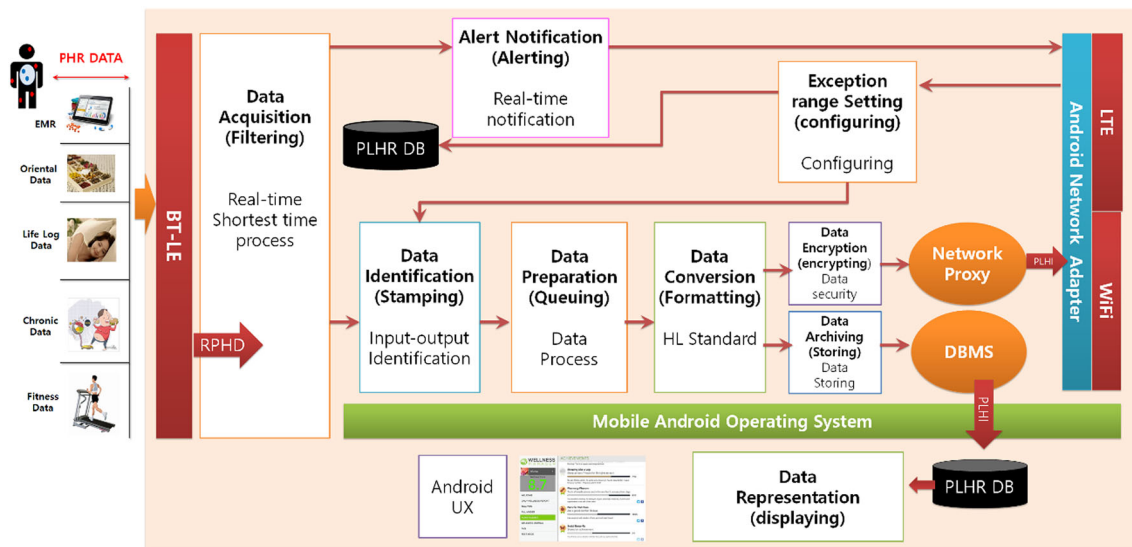 PHR DATA
EMR
Oriental
Data
Life Log
Data
Chronic
Data
Fitness
Data
BT-LE
RPHD
Data
Acquisition
(Filtering)
Real-time
Shortest time
process
Alert Notification
(Alerting)
Real-time
notification
PLHR DB
Exception
range Setting
(configuring)
Configuring
Data
Identification
(Stamping)
Input-output
Identification
Data
Preparation
(Queuing)
Data
Process
Data
Conversion
(Formatting)
HL Standard
Data
Encryption
(encrypting)
Data
security
Data
Archiving
(Storing)
Data
Storing
Network
Proxy
PLHI
DBMS
PLHI
Android Network Adapter
LTE
WiFi
Mobile Android Operating System
Android
UX
WELLNESS
Data
Representation
(displaying)
PLHR DB